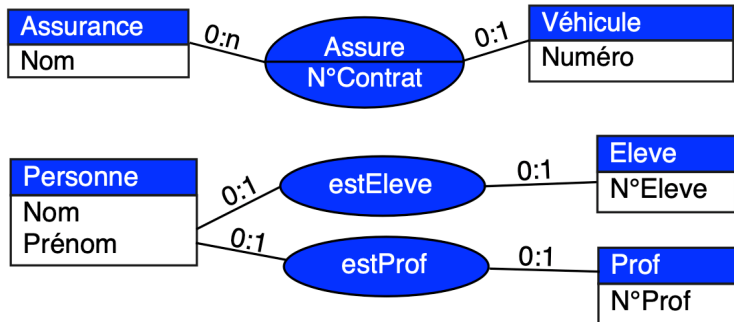 Assurance
Nom
0:n
Assure
N°Contrat
0:1
Véhicule
Numéro
Personne
Nom
Prénom
0:1
estEleve
0:1
Eleve
N°Eleve
0:1
estProf
0:1
Prof
N°Prof